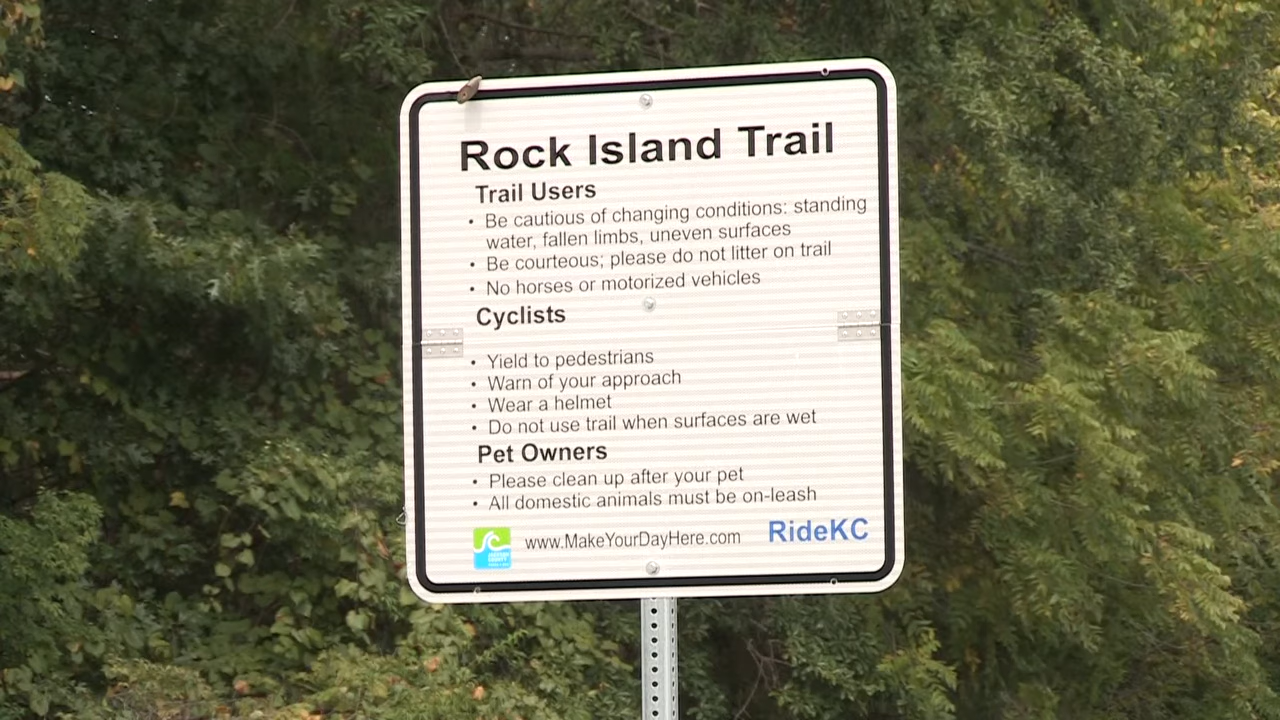 Rock Island Trail
Trail Users
• Be cautious of changing conditions: standing
water, fallen limbs, uneven surfaces
• Be courteous; please do not litter on trail
• No horses or motorized vehicles
Cyclists
• Yield to pedestrians
• Warn of your approach
• Wear a helmet
• Do not use trail when surfaces are wet
Pet Owners
• Please clean up after your pet
• All domestic animals must be on-leash
www.MakeYourDayHere.com
RideKC